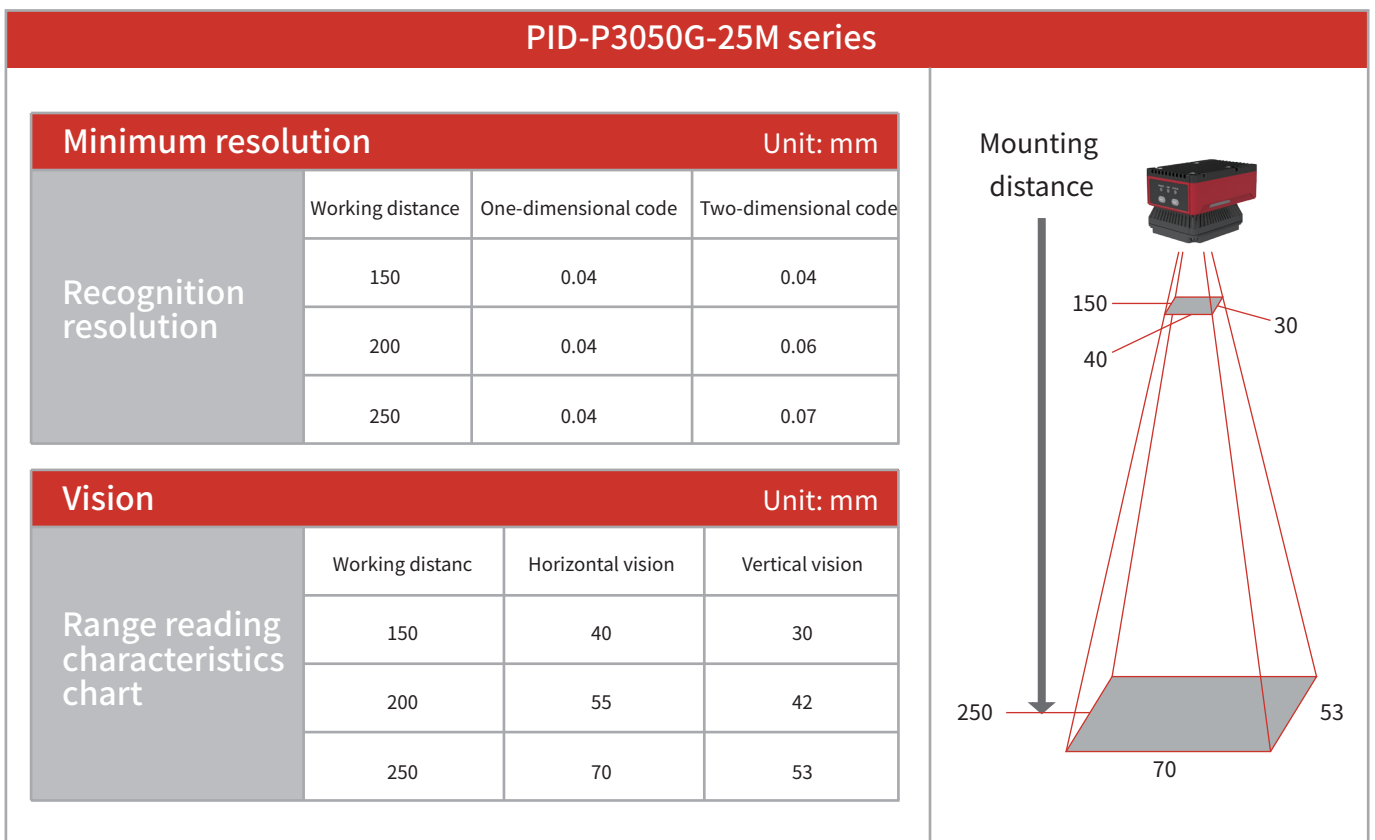 PID-P3050G-25M series
Minimum resolution Unit: mm
Recognition
resolution
Working distance One-dimensional code Two-dimensional code
150 0.04 0.04
200 0.04 0.06
250 0.04 0.07
Vision Unit: mm
Range reading
characteristics
chart
Working distanc Horizontal vision Vertical vision
150 40 30
200 55 42
250 70 53
Mounting
distance
150
30
40
250
53
70